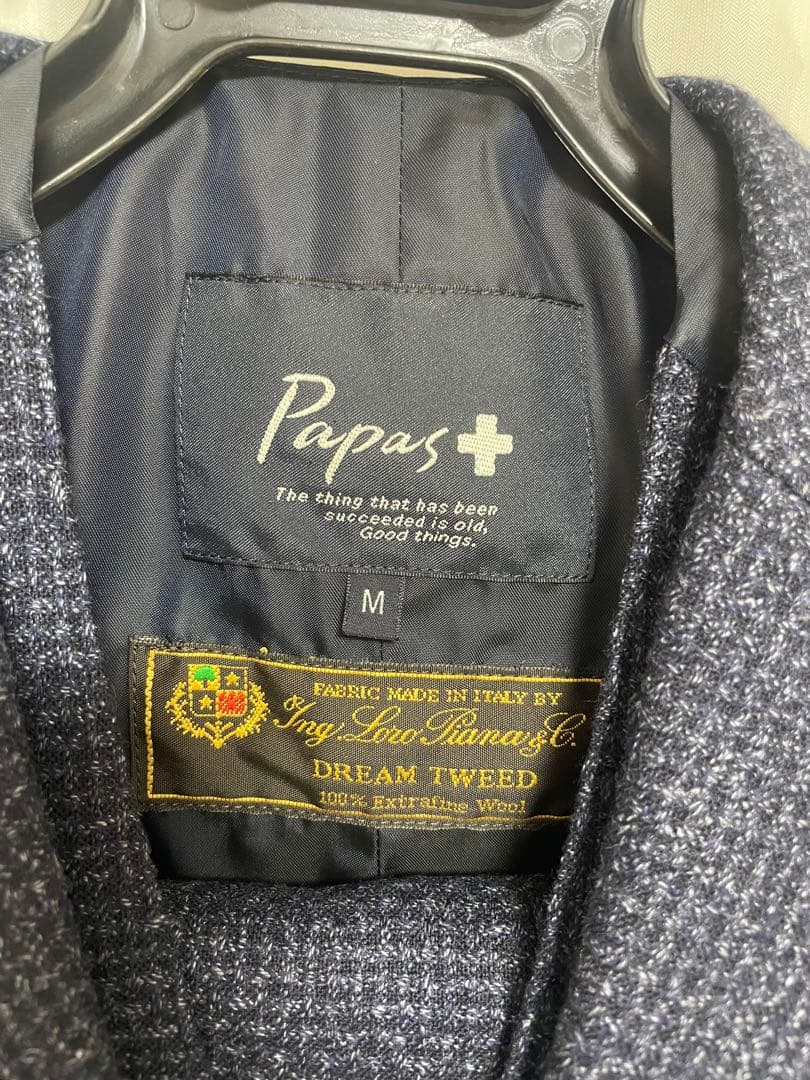 Papas+
The thing that has been
succeeded is old,
Good things.
M
FABRIC MADE IN ITALY BY
Ing. Loro Piana & C.
DREAM TWEED
100% Extrafine Wool